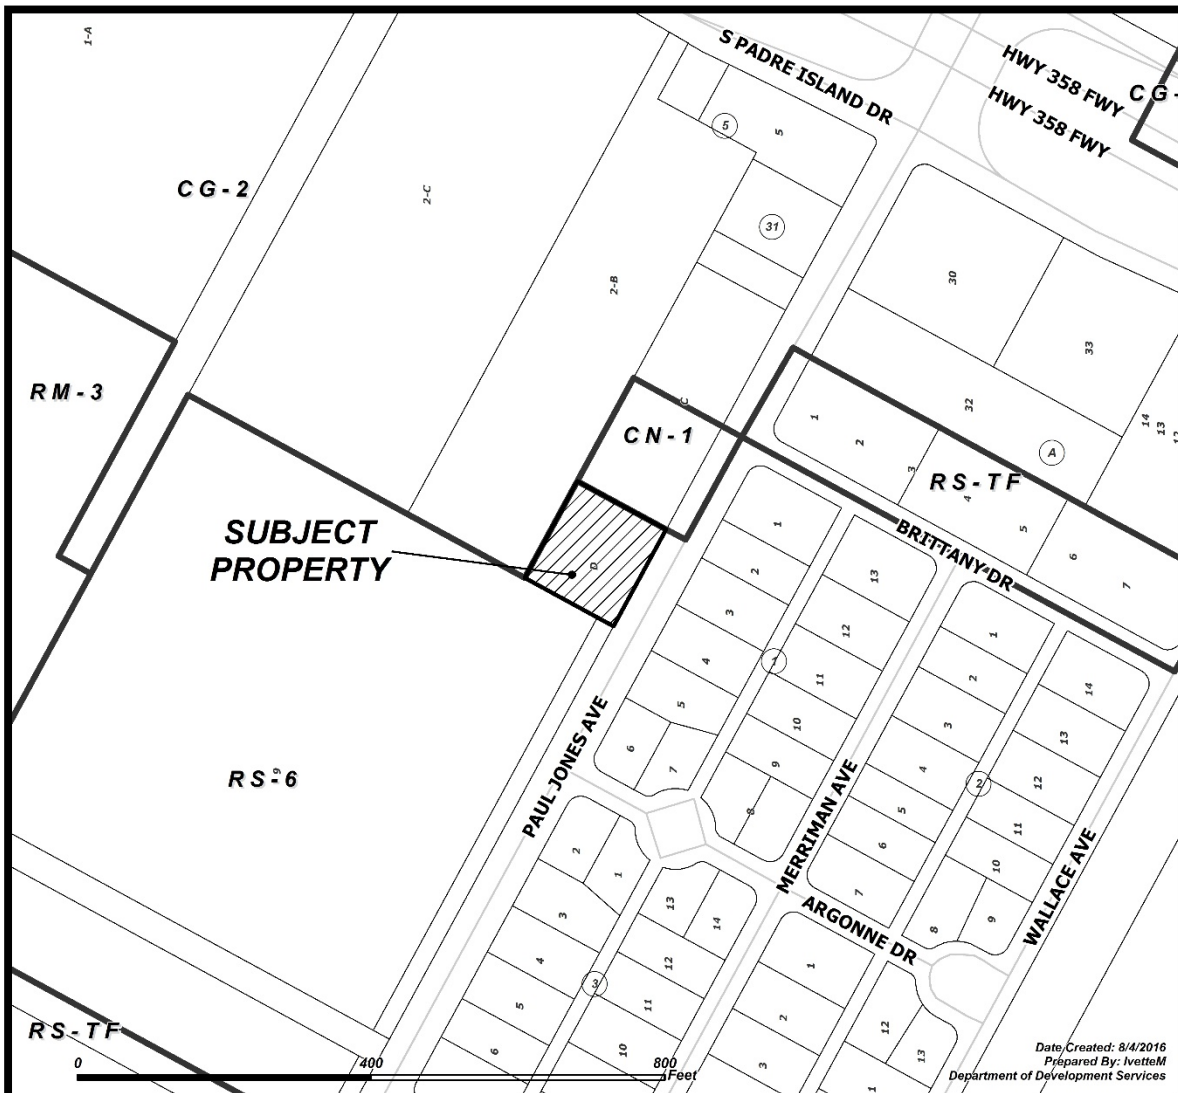 1-A
S PADRE ISLAND DR
HWY 358 FWY
CG-
HWY 358 FWY
5
5
CG-2
2-C
31
30
2-B
33
RM-3
C
32
14
13
12
1
2
CN-1
A
3
RS-TF
4
5
6
7
SUBJECT
PROPERTY
D
BRITTANY DR
1
13
2
12
3
1
2
1
4
11
14
5
10
3
13
6
9
4
12
7
2
RS-6
9
PAUL JONES AVE
8
5
11
MERRIMAN AVE
6
10
WALLACE AVE
2
1
7
9
8
13
14
ARGONNE DR
3
4
12
1
3
5
11
2
12
13
6
10
3
1
RS-TF
0
400
800
Feet
Date Created: 8/4/2016
Prepared By: IvetteM
Department of Development Services